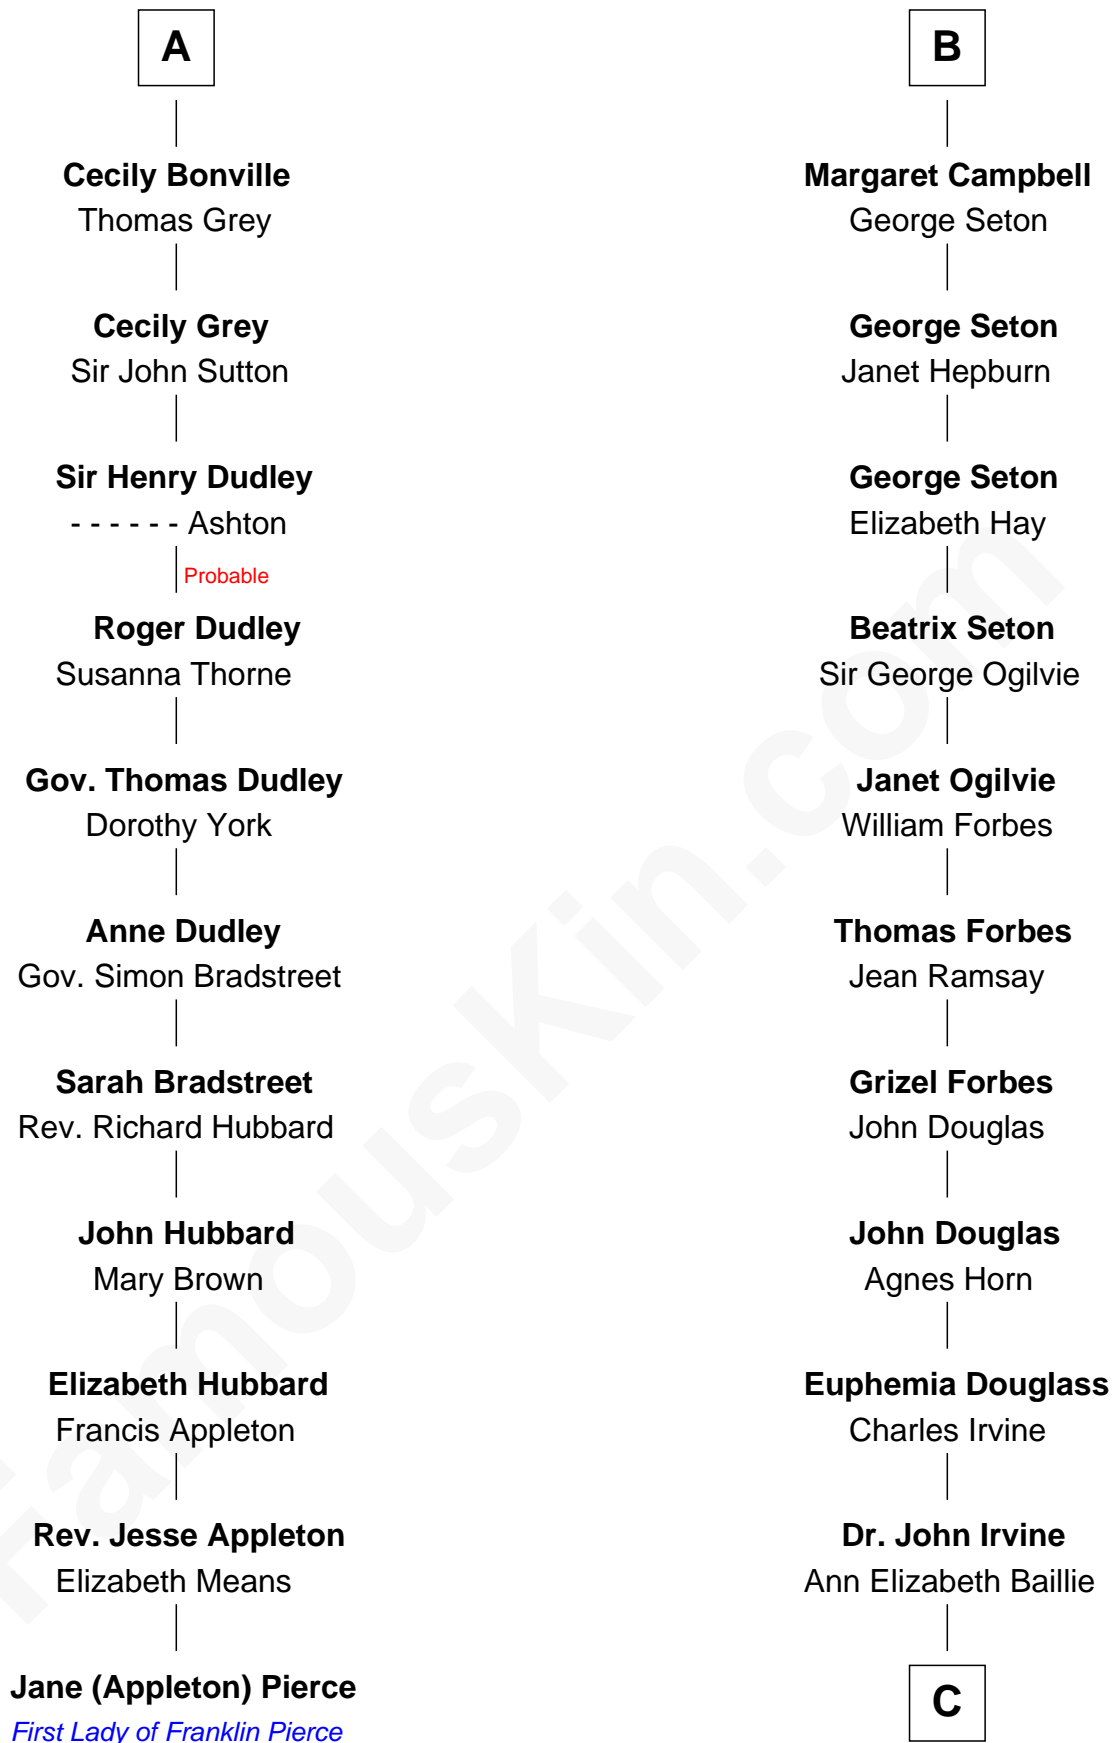 A
Cecily Bonville
Thomas Grey
Cecily Grey
Sir John Sutton
Sir Henry Dudley
- - - - - - Ashton
Probable
Roger Dudley
Susanna Thorne
Gov. Thomas Dudley
Dorothy York
Anne Dudley
Gov. Simon Bradstreet
Sarah Bradstreet
Rev. Richard Hubbard
John Hubbard
Mary Brown
Elizabeth Hubbard
Francis Appleton
Rev. Jesse Appleton
Elizabeth Means
Jane (Appleton) Pierce
First Lady of Franklin Pierce
B
Margaret Campbell
George Seton
George Seton
Janet Hepburn
George Seton
Elizabeth Hay
Beatrix Seton
Sir George Ogilvie
Janet Ogilvie
William Forbes
Thomas Forbes
Jean Ramsay
Grizel Forbes
John Douglas
John Douglas
Agnes Horn
Euphemia Douglass
Charles Irvine
Dr. John Irvine
Ann Elizabeth Baillie
C
FamousKin.com